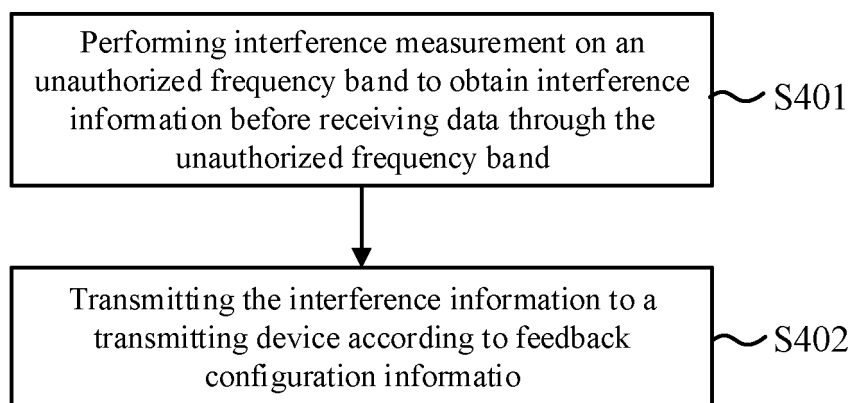 Performing interference measurement on an
unauthorized frequency band to obtain interference
information before receiving data through the
unauthorized frequency band
S401
Transmitting the interference information to a
transmitting device according to feedback
configuration informatio
S402